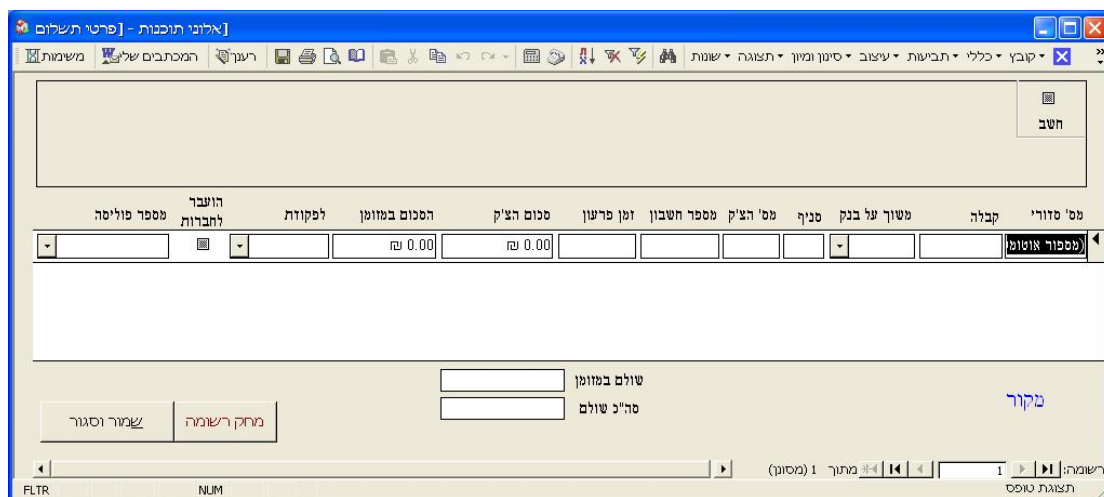 [אלוני תוכנות - [פרטי תשלום
קובץ כללי תביעות עיצוב סינון ומיון תצוגה שונות רענן המכתבים שלי משימות
חשב
מס' סדורי קבלה משוך על בנק סניף מס' הצ'ק מספר חשבון זמן פרעון סכום הצ'ק הסכום במזומן לפקודת הועבר לחברות מספר פוליסה
(מספור אוטומ 0.00 ₪ 0.00 ₪
שולם במזומן
סה"כ שולם
מקור
מחק רשומה שמור וסגור
רשומה: 1 מתוך 1 (מסונן)
תצוגת טופס NUM FLTR